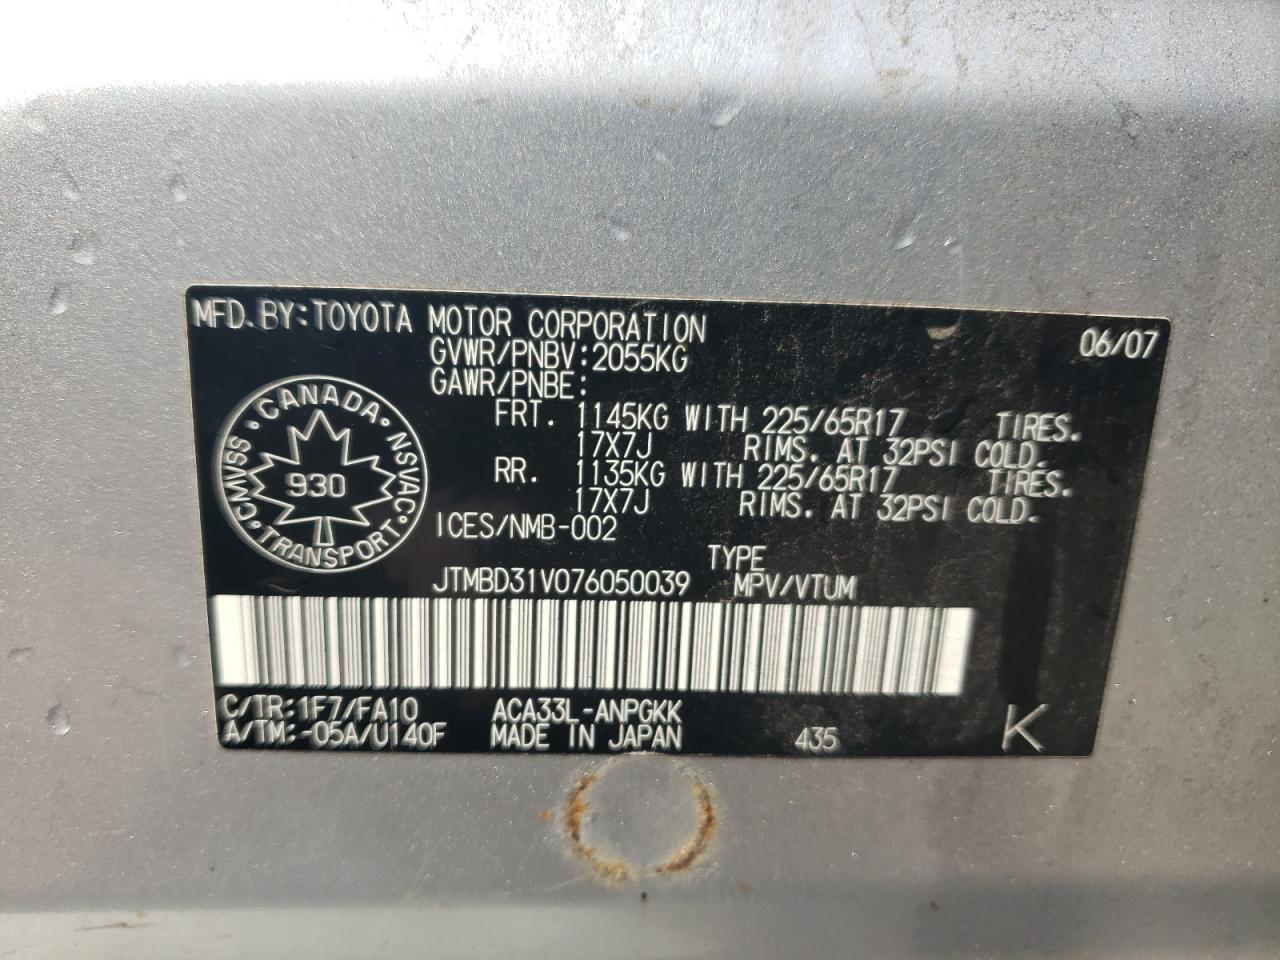 MFD. BY: TOYOTA MOTOR CORPORATION 06/07
GVWR/PNBV: 2055KG
GAWR/PNBE:
FRT. 1145KG WITH 225/65R17 TIRES.
17X7J RIMS. AT 32PSI COLD.
RR. 1135KG WITH 225/65R17 TIRES.
17X7J RIMS. AT 32PSI COLD.
CANADA
CMVSS NSVAC
930
TRANSPORT
ICES/NMB-002
TYPE
JTMBD31V076050039 MPV/VTUM
C/TR: 1F7/FA10 ACA33L-ANPGKK
A/TM: -05A/U140F MADE IN JAPAN 435 K